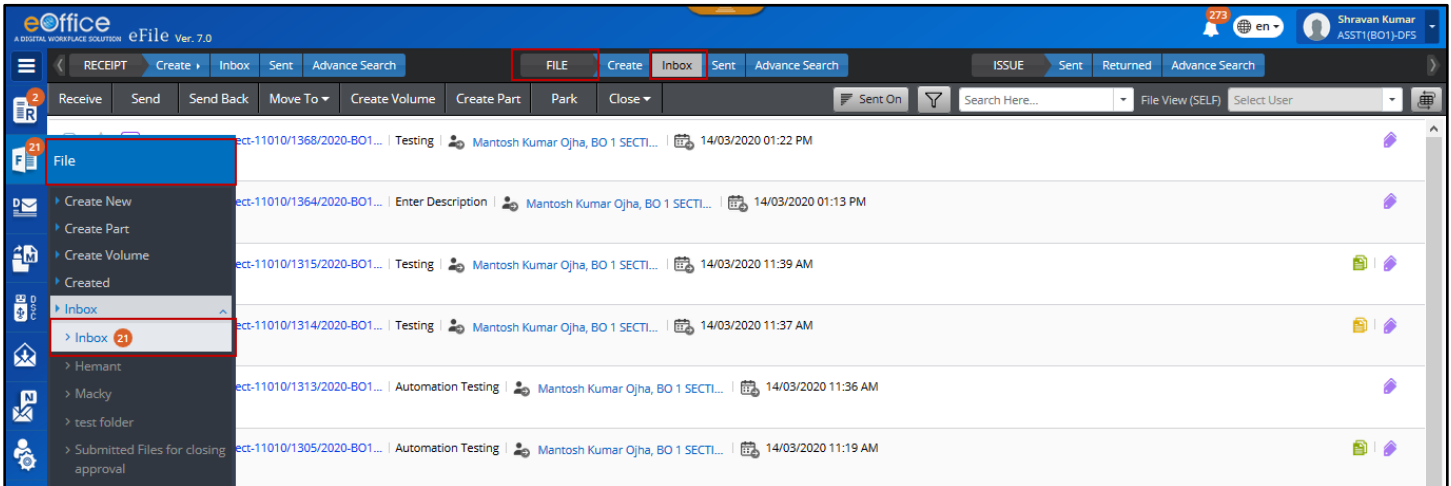 eOffice
A DIGITAL WORKPLACE SOLUTION eFile Ver. 7.0
273 en Shravan Kumar
ASST1(BO1)-DFS
RECEIPT Create Inbox Sent Advance Search FILE Create Inbox Sent Advance Search ISSUE Sent Returned Advance Search
2 R Receive Send Send Back Move To Create Volume Create Part Park Close Sent On Search Here... File View (SELF) Select User
ect-11010/1368/2020-BO1... Testing Mantosh Kumar Ojha, BO 1 SECTI... 14/03/2020 01:22 PM
21 F File
Create New ect-11010/1364/2020-BO1... Enter Description Mantosh Kumar Ojha, BO 1 SECTI... 14/03/2020 01:13 PM
D
Create Part
M Create Volume ect-11010/1315/2020-BO1... Testing Mantosh Kumar Ojha, BO 1 SECTI... 14/03/2020 11:39 AM
Created
DSC Inbox
> Inbox 21 ect-11010/1314/2020-BO1... Testing Mantosh Kumar Ojha, BO 1 SECTI... 14/03/2020 11:37 AM
> Hemant
N > Macky ect-11010/1313/2020-BO1... Automation Testing Mantosh Kumar Ojha, BO 1 SECTI... 14/03/2020 11:36 AM
> test folder
> Submitted Files for closing ect-11010/1305/2020-BO1... Automation Testing Mantosh Kumar Ojha, BO 1 SECTI... 14/03/2020 11:19 AM
approval